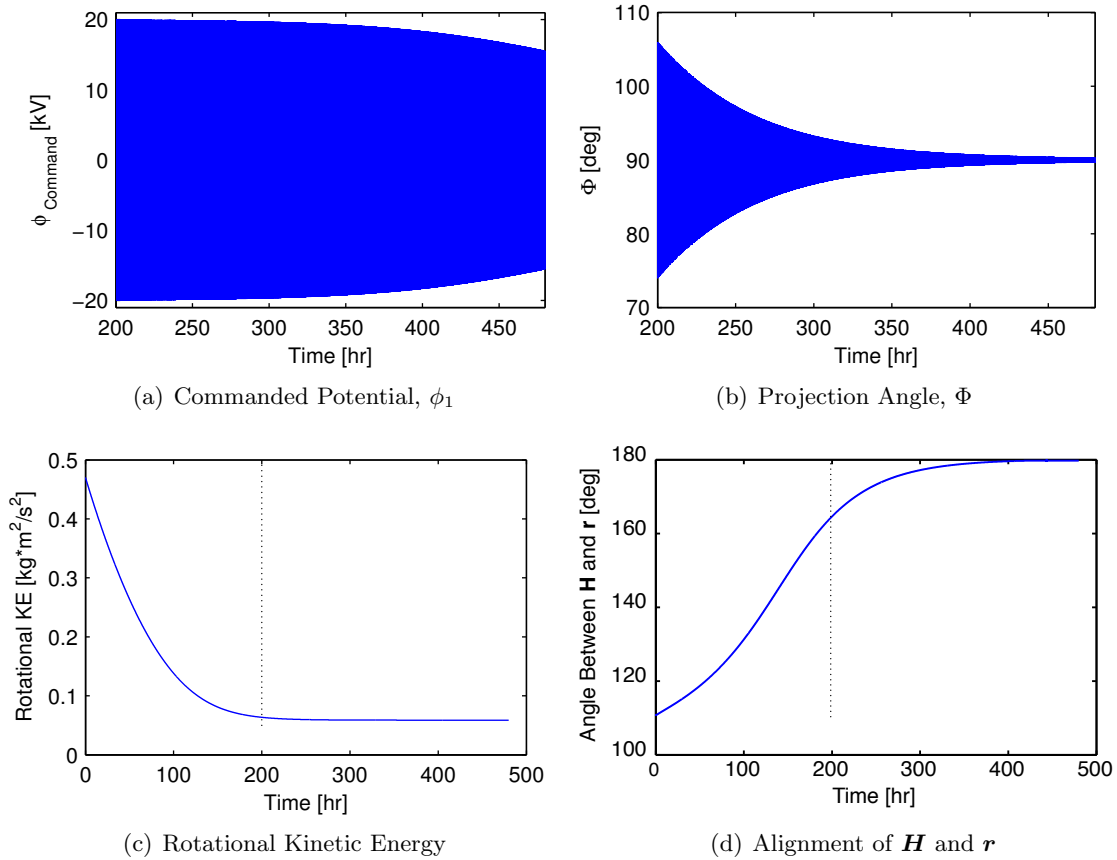 20
10
0
−10
−20
ϕ Command [kV]
200 250 300 350 400 450
Time [hr]
(a) Commanded Potential, ϕ1
110
100
90
80
70
Φ [deg]
200 250 300 350 400 450
Time [hr]
(b) Projection Angle, Φ
0.5
0.4
0.3
0.2
0.1
0
Rotational KE [kg*m²/s²]
0 100 200 300 400 500
Time [hr]
(c) Rotational Kinetic Energy
180
160
140
120
100
Angle Between H and r [deg]
0 100 200 300 400 500
Time [hr]
(d) Alignment of H and r